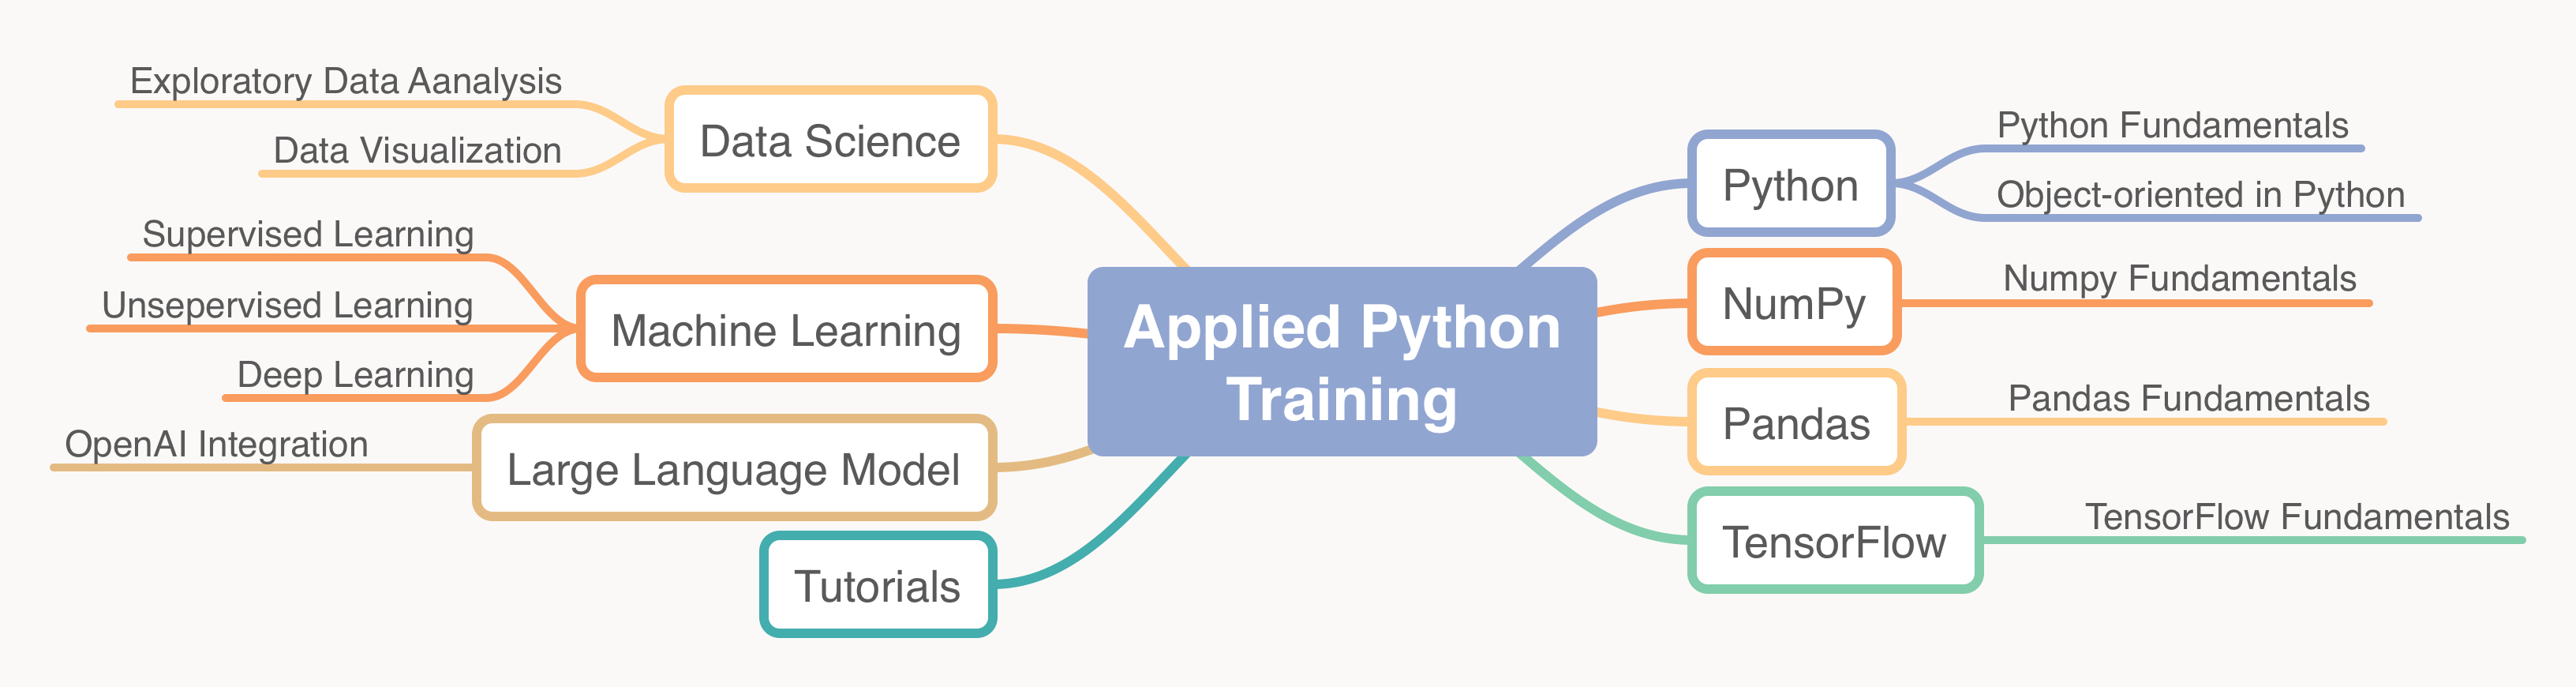 Applied Python
Training
Python
Python Fundamentals
Object-oriented in Python
NumPy
Numpy Fundamentals
Pandas
Pandas Fundamentals
TensorFlow
TensorFlow Fundamentals
Data Science
Exploratory Data Aanalysis
Data Visualization
Machine Learning
Supervised Learning
Unsepervised Learning
Deep Learning
Large Language Model
OpenAI Integration
Tutorials